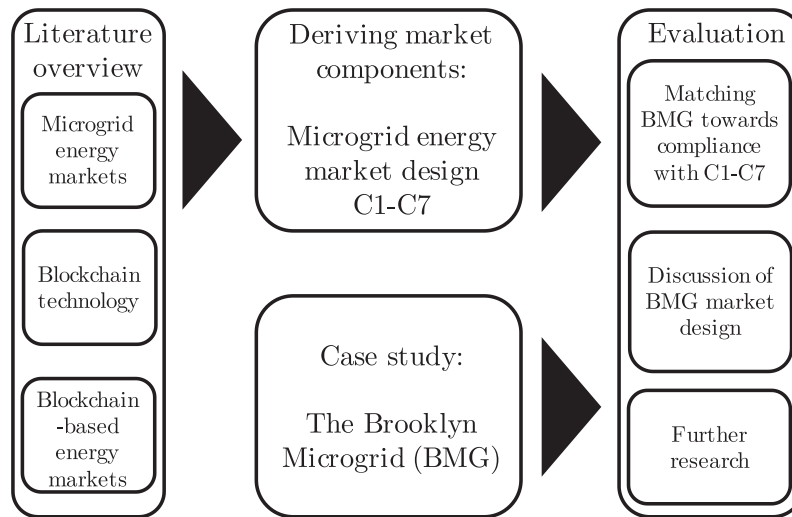 Literature
overview
Microgrid
energy
markets
Blockchain
technology
Blockchain
-based
energy
markets
Deriving market
components:
Microgrid energy
market design
C1-C7
Case study:
The Brooklyn
Microgrid (BMG)
Evaluation
Matching
BMG towards
compliance
with C1-C7
Discussion of
BMG market
design
Further
research